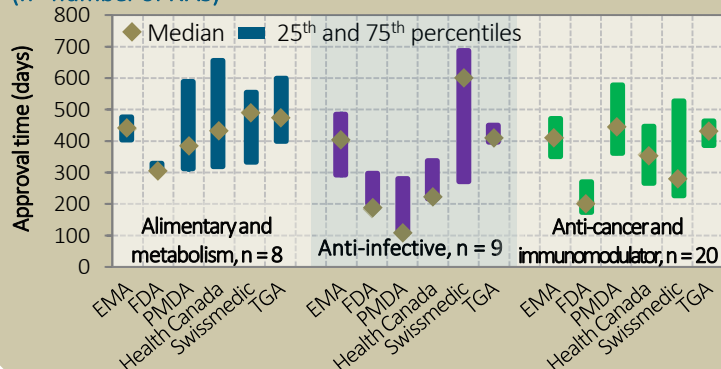 800
700
600
500
400
300
200
100
0
Approval time (days)
Median
25th and 75th percentiles
Alimentary and
metabolism, n = 8
Anti-infective, n = 9
Anti-cancer and
immunomodulator, n = 20
EMA
FDA
PMDA
Health Canada
Swissmedic
TGA
EMA
FDA
PMDA
Health Canada
Swissmedic
TGA
EMA
FDA
PMDA
Health Canada
Swissmedic
TGA